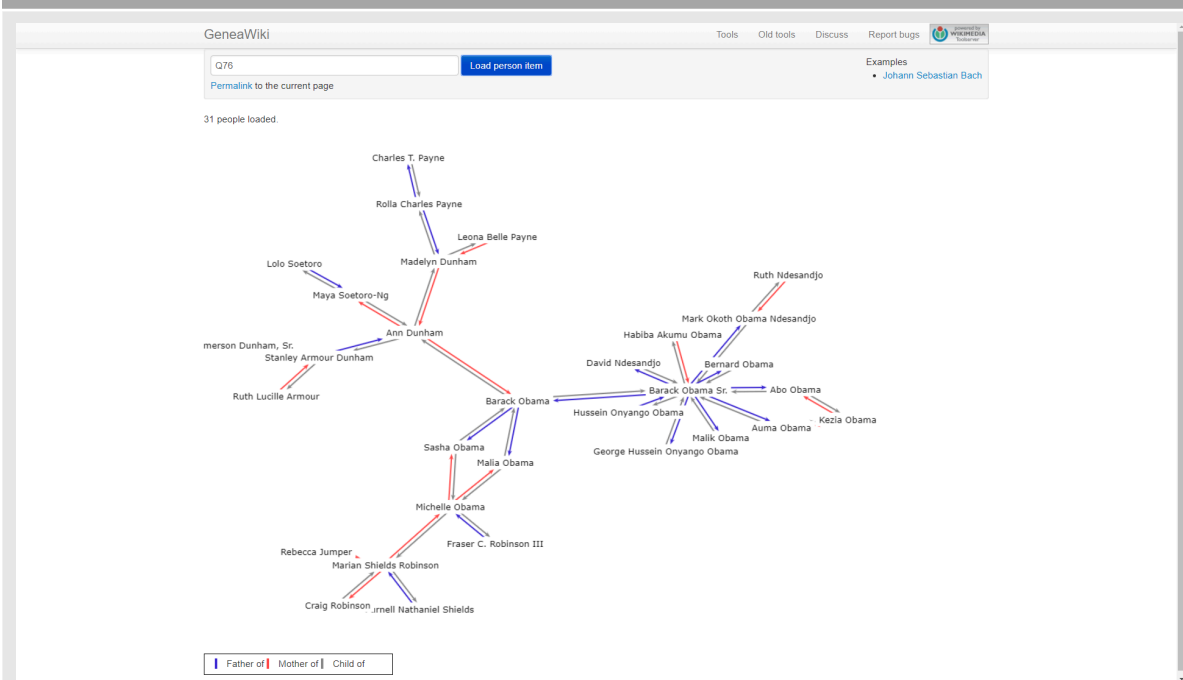 GeneaWiki
Tools Old tools Discuss Report bugs
powered by
WIKIMEDIA
Toolserver
Q76
Load person item
Examples
Johann Sebastian Bach
Permalink to the current page
31 people loaded.
Charles T. Payne
Rolla Charles Payne
Leona Belle Payne
Lolo Soetoro
Madelyn Dunham
Ruth Ndesandjo
Maya Soetoro-Ng
Mark Okoth Obama Ndesandjo
Ann Dunham
Habiba Akumu Obama
merson Dunham, Sr.
Stanley Armour Dunham
David Ndesandjo
Bernard Obama
Barack Obama Sr.
Abo Obama
Ruth Lucille Armour
Barack Obama
Hussein Onyango Obama
Kezia Obama
Auma Obama
Malik Obama
Sasha Obama
George Hussein Onyango Obama
Malia Obama
Michelle Obama
Fraser C. Robinson III
Rebecca Jumper
Marian Shields Robinson
Craig Robinson
rnell Nathaniel Shields
Father of Mother of Child of